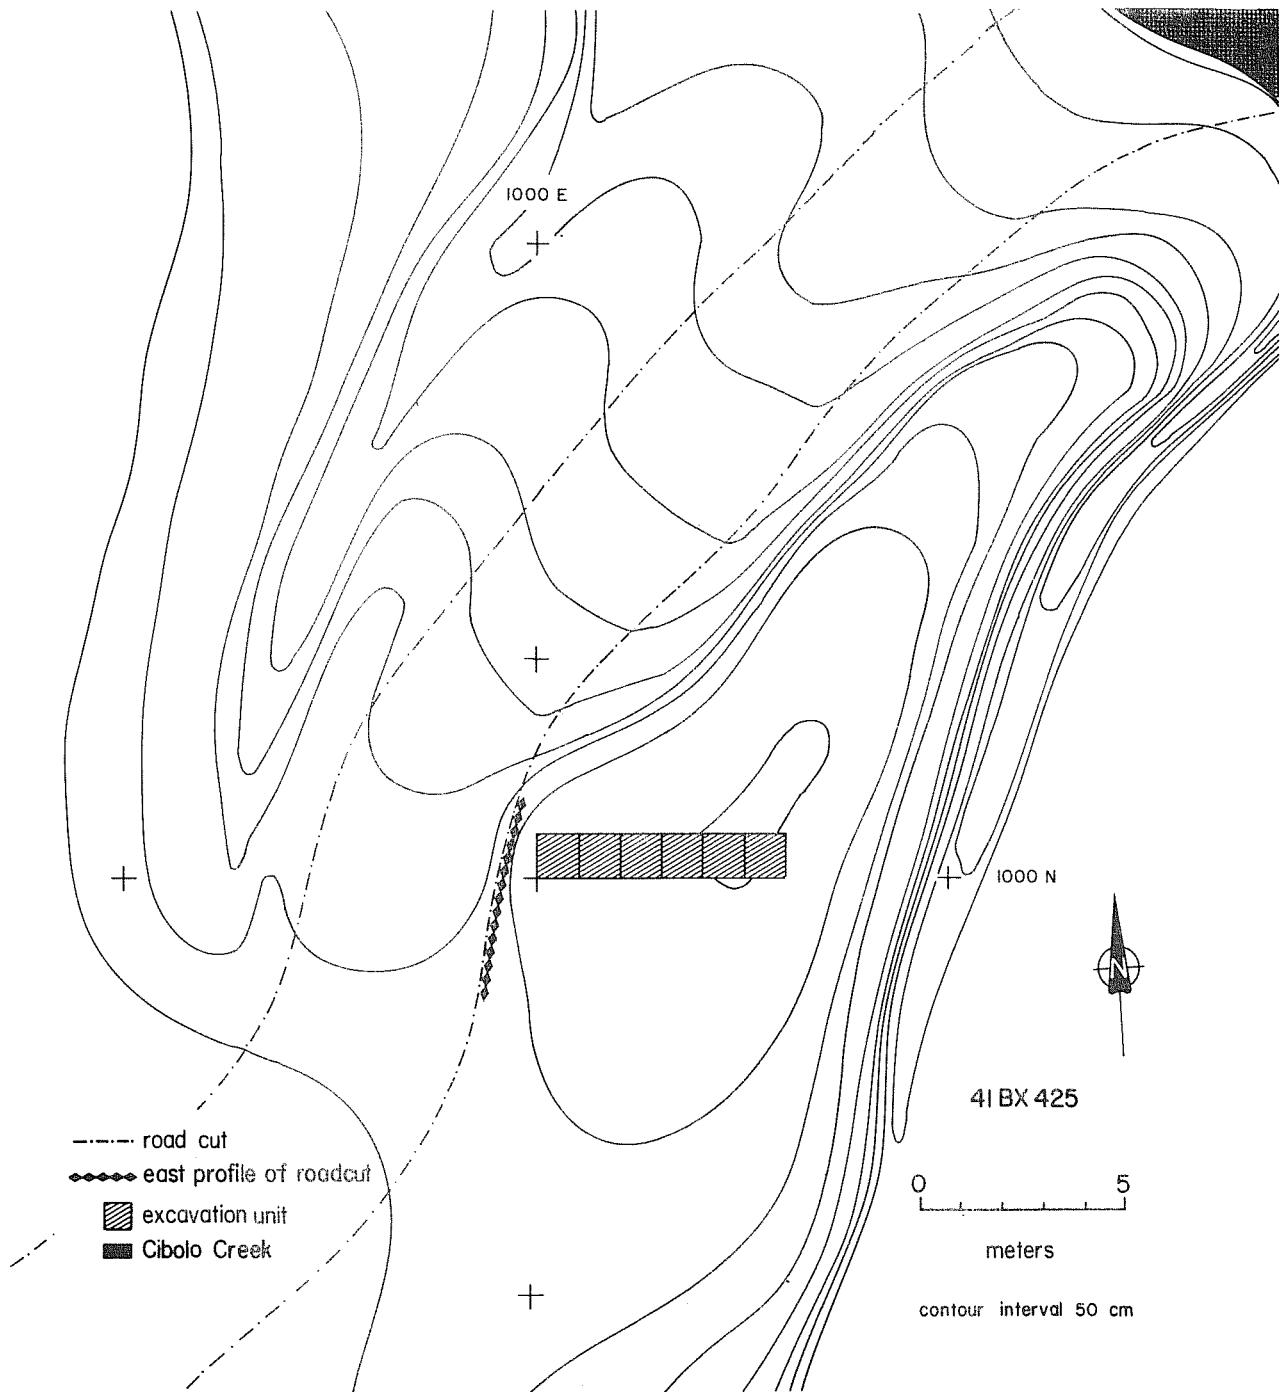 1000 E
1000 N
N
41 BX 425
road cut
east profile of roadcut
excavation unit
Cibolo Creek
0 5
meters
contour interval 50 cm